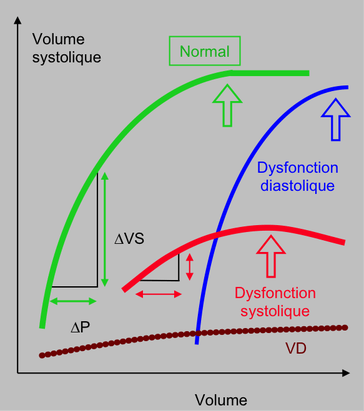 Volume
systolique
Normal
Dysfonction
diastolique
ΔVS
ΔP
Dysfonction
systolique
VD
Volume